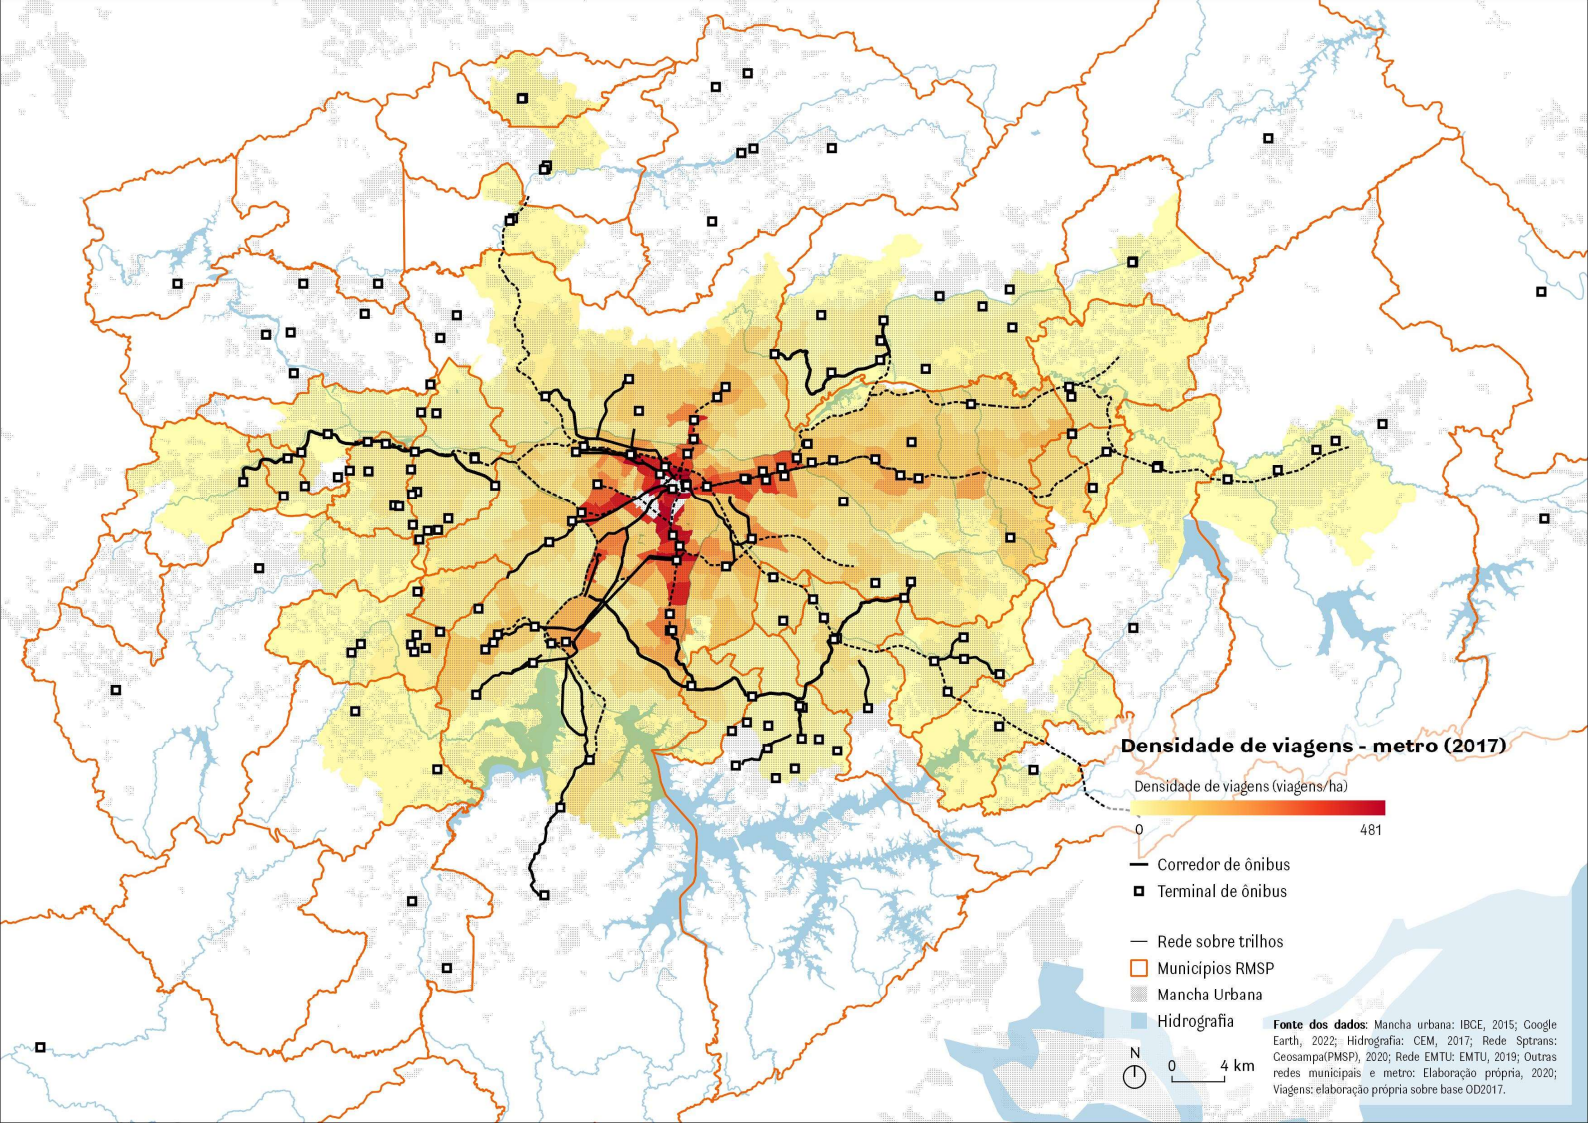 Densidade de viagens - metro (2017)
Densidade de viagens (viagens/ha)
0 481
Corredor de ônibus
Terminal de ônibus
Rede sobre trilhos
Municípios RMSP
Mancha Urbana
Hidrografia
N
0 4 km
Fonte dos dados: Mancha urbana: IBCE, 2015; Google
Earth, 2022; Hidrografia: CEM, 2017; Rede Sptrans:
Geosampa(PMSP), 2020; Rede EMTU: EMTU, 2019; Outras
redes municipais e metro: Elaboração própria, 2020;
Viagens: elaboração própria sobre base OD2017.